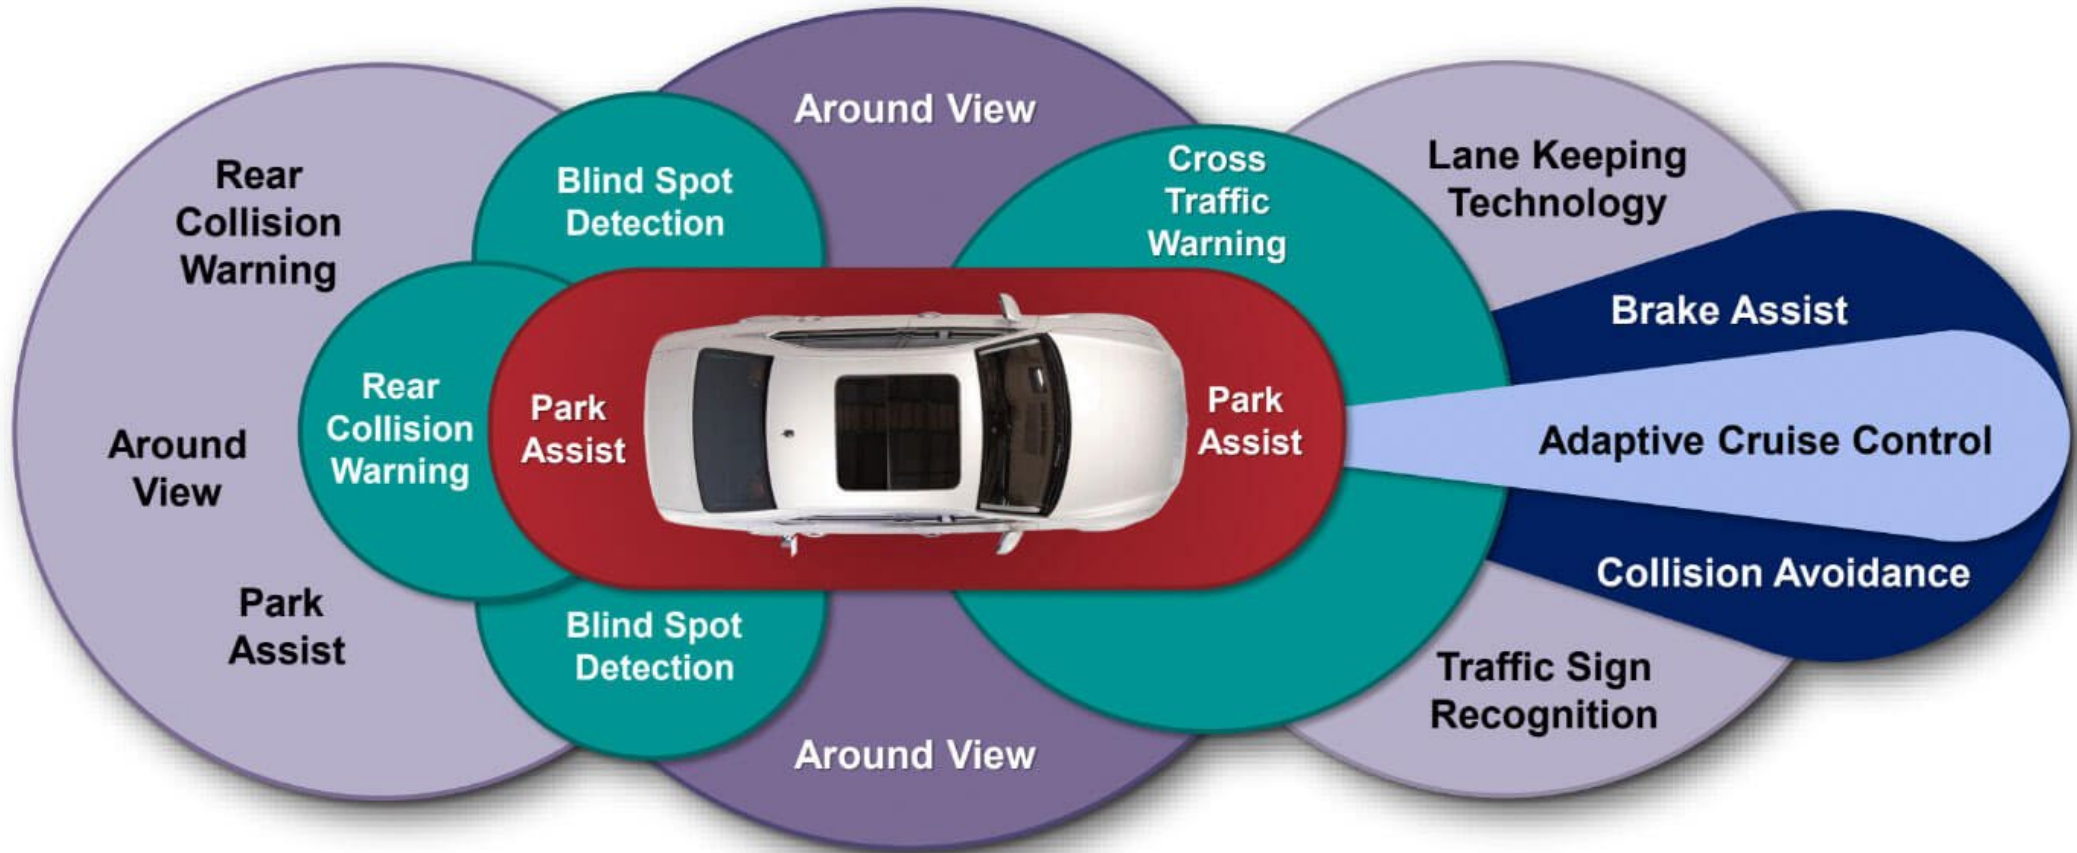 Around View
Rear
Collision
Warning
Blind Spot
Detection
Cross
Traffic
Warning
Lane Keeping
Technology
Brake Assist
Rear
Collision
Warning
Park
Assist
Park
Assist
Adaptive Cruise Control
Around
View
Collision Avoidance
Park
Assist
Blind Spot
Detection
Traffic Sign
Recognition
Around View